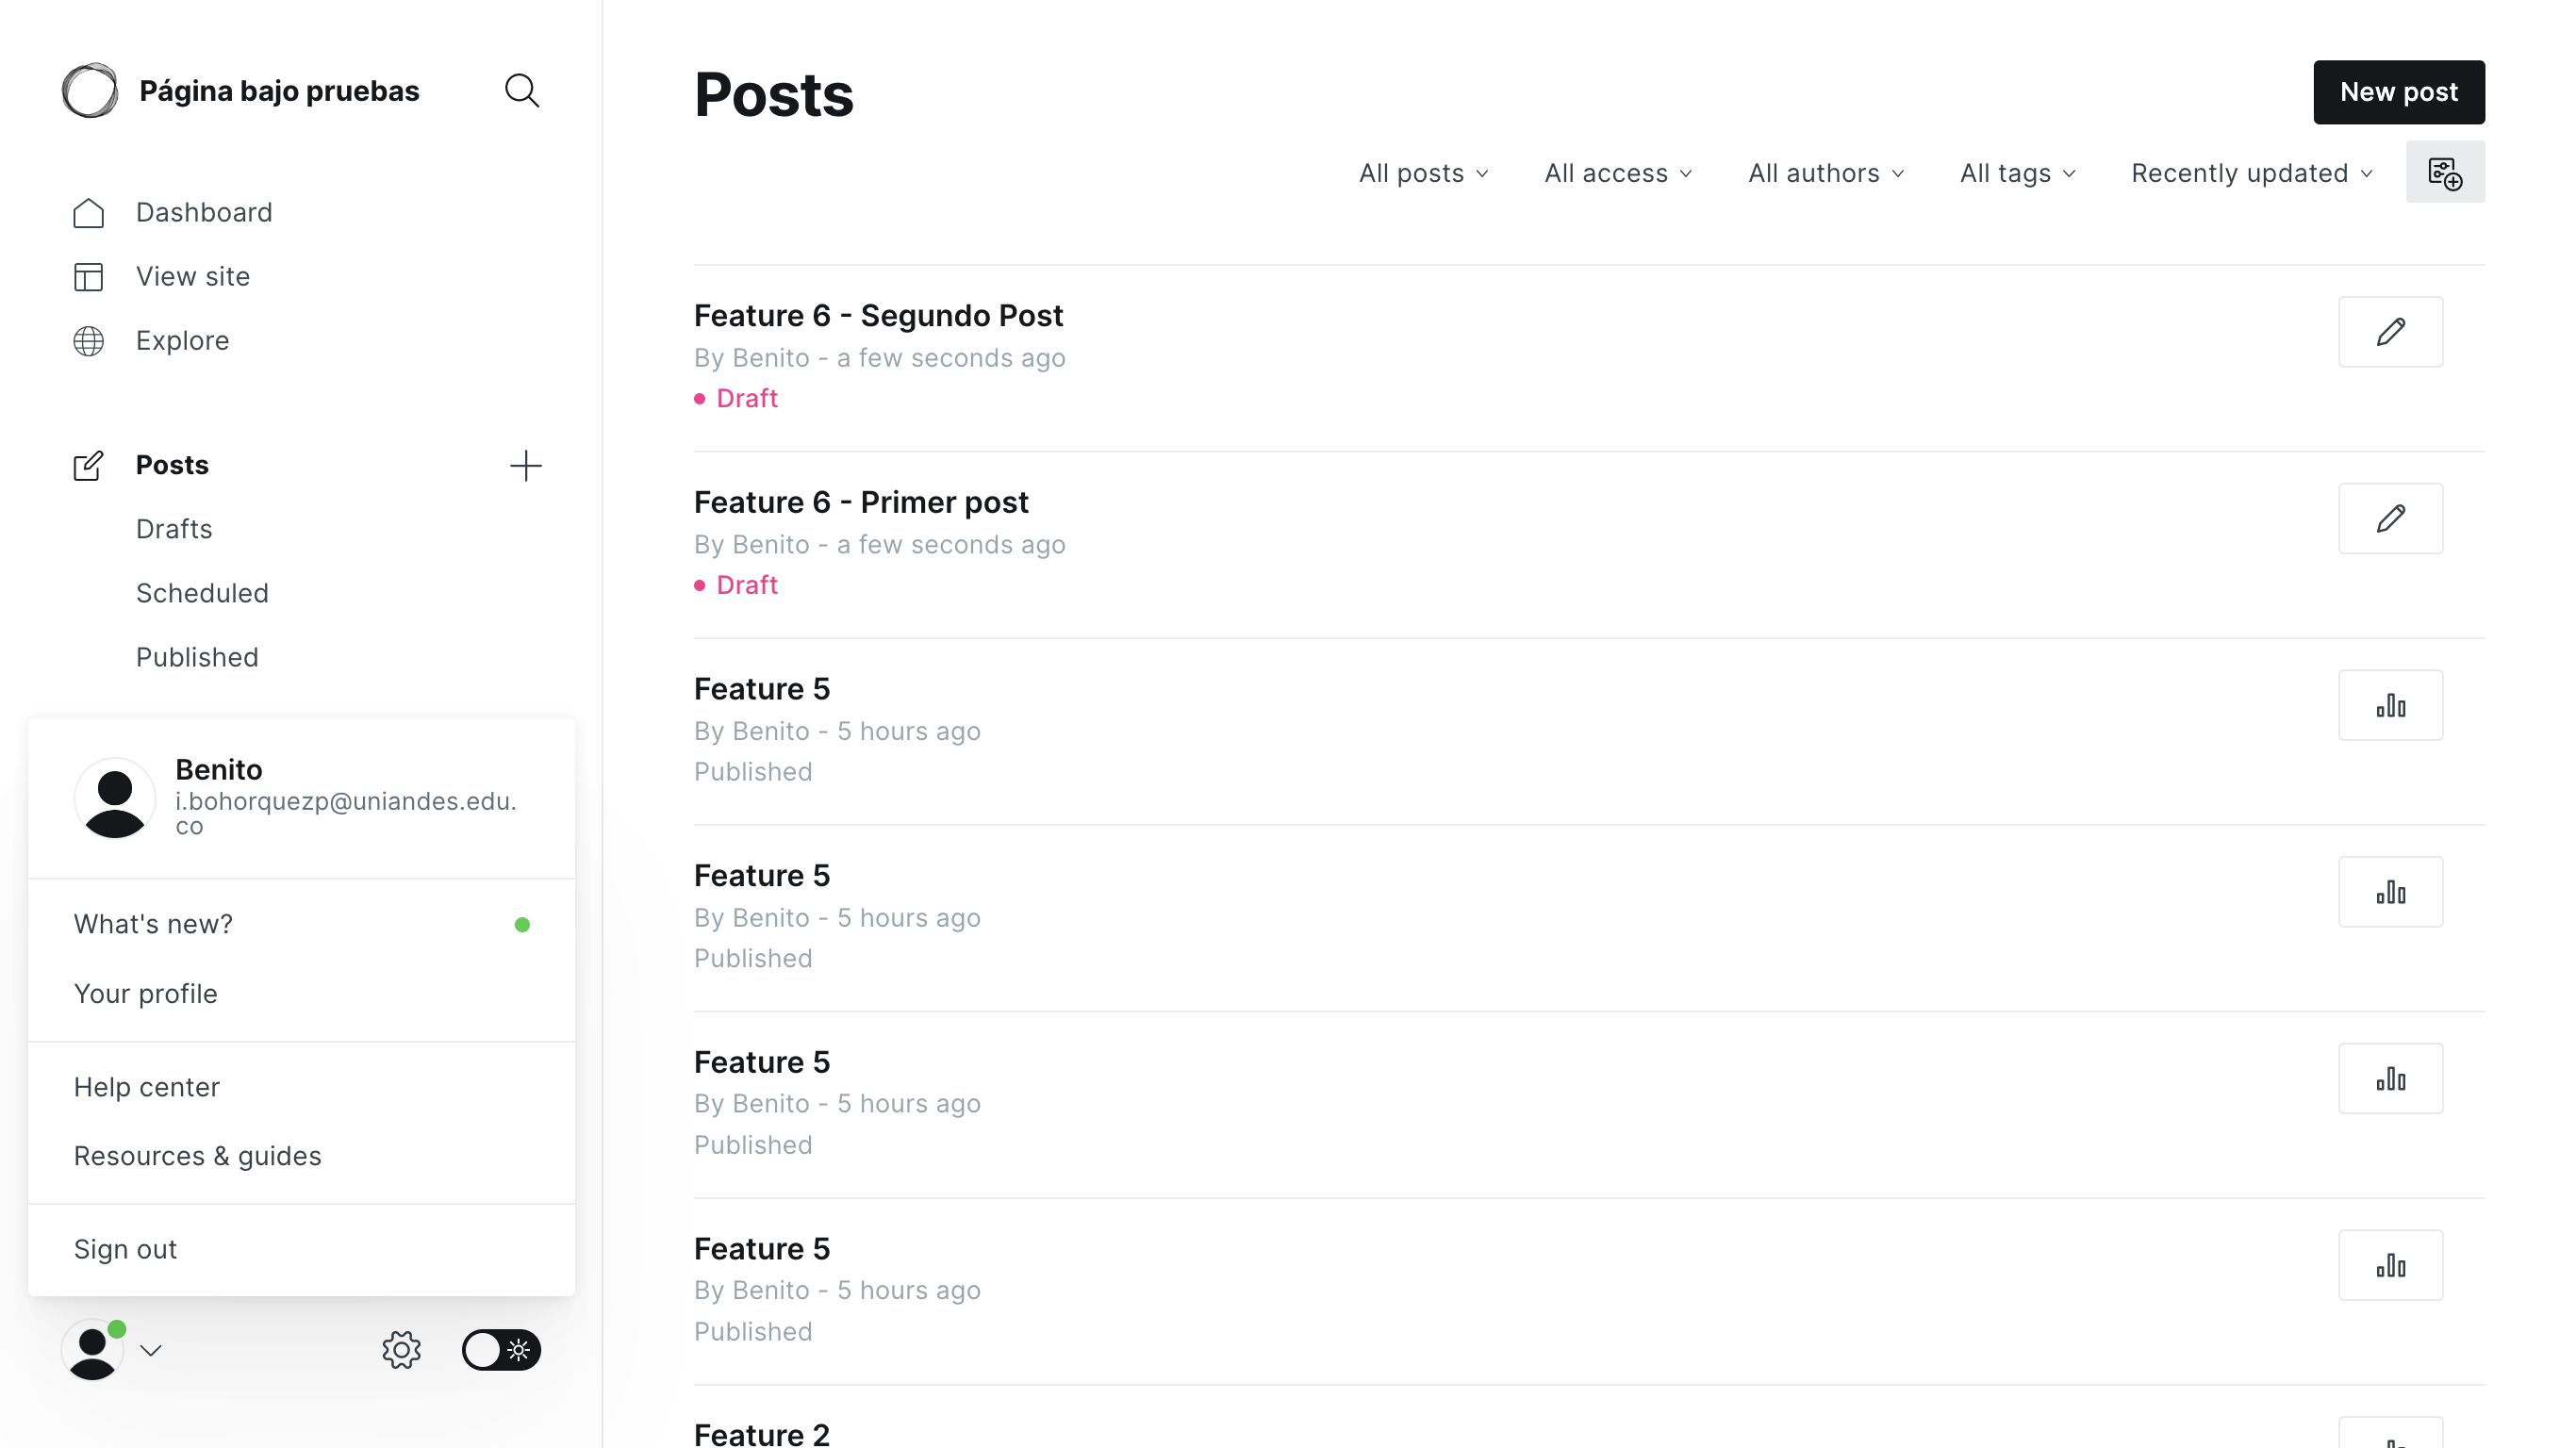 Página bajo pruebas
Dashboard
View site
Explore
Posts
Drafts
Scheduled
Published
Benito
i.bohorquezp@uniandes.edu.
co
What's new?
Your profile
Help center
Resources & guides
Sign out
Posts
New post
All posts
All access
All authors
All tags
Recently updated
Feature 6 - Segundo Post
By Benito - a few seconds ago
Draft
Feature 6 - Primer post
By Benito - a few seconds ago
Draft
Feature 5
By Benito - 5 hours ago
Published
Feature 5
By Benito - 5 hours ago
Published
Feature 5
By Benito - 5 hours ago
Published
Feature 5
By Benito - 5 hours ago
Published
Feature 2